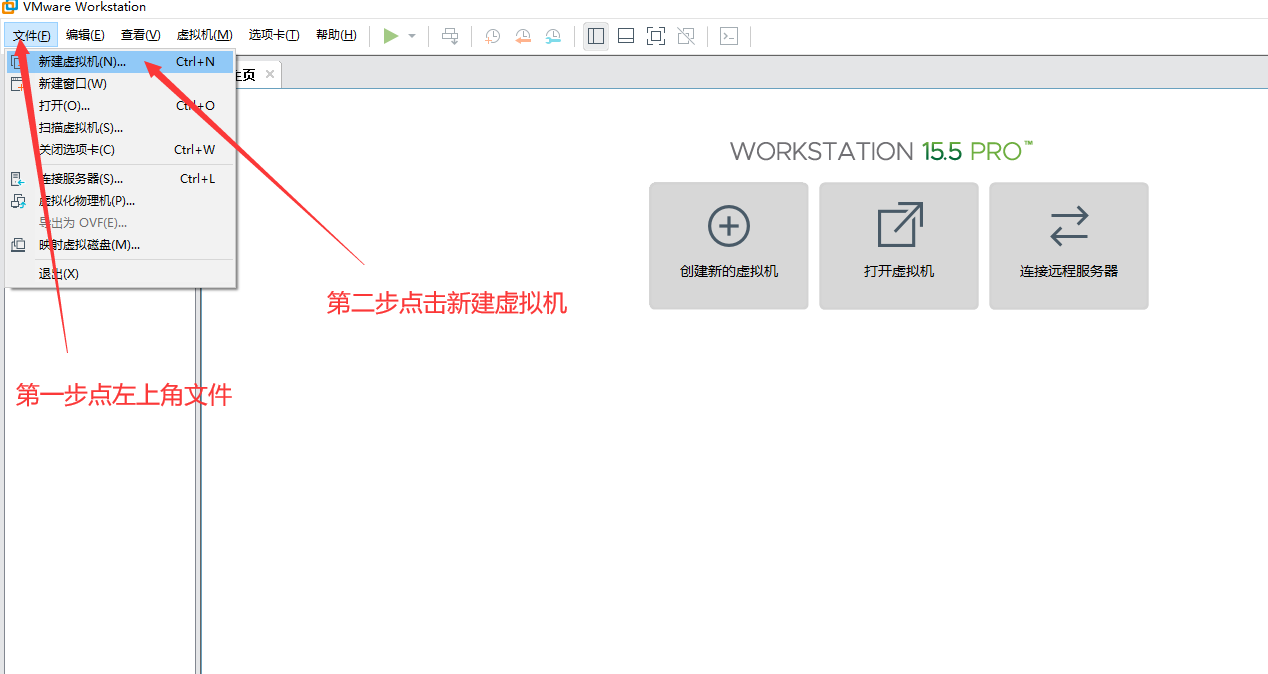 VMware Workstation
文件(F) 编辑(E) 查看(V) 虚拟机(M) 选项卡(T) 帮助(H)
新建虚拟机(N)... Ctrl+N
主页
新建窗口(W)
打开(O)... Ctrl+O
扫描虚拟机(S)...
关闭选项卡(C) Ctrl+W
连接服务器(S)... Ctrl+L
虚拟化物理机(P)...
导出为 OVF(E)...
映射虚拟磁盘(M)...
退出(X)
WORKSTATION 15.5 PRO™
创建新的虚拟机 打开虚拟机 连接远程服务器
第二步点击新建虚拟机
第一步点左上角文件